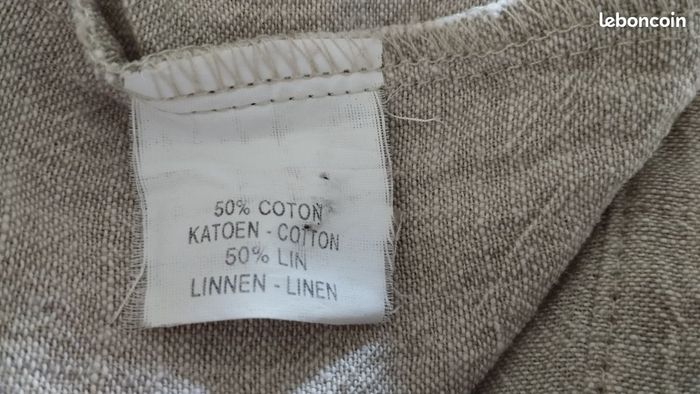 leboncoin
50% COTON
KATOEN - COTTON
50% LIN
LINNEN - LINEN